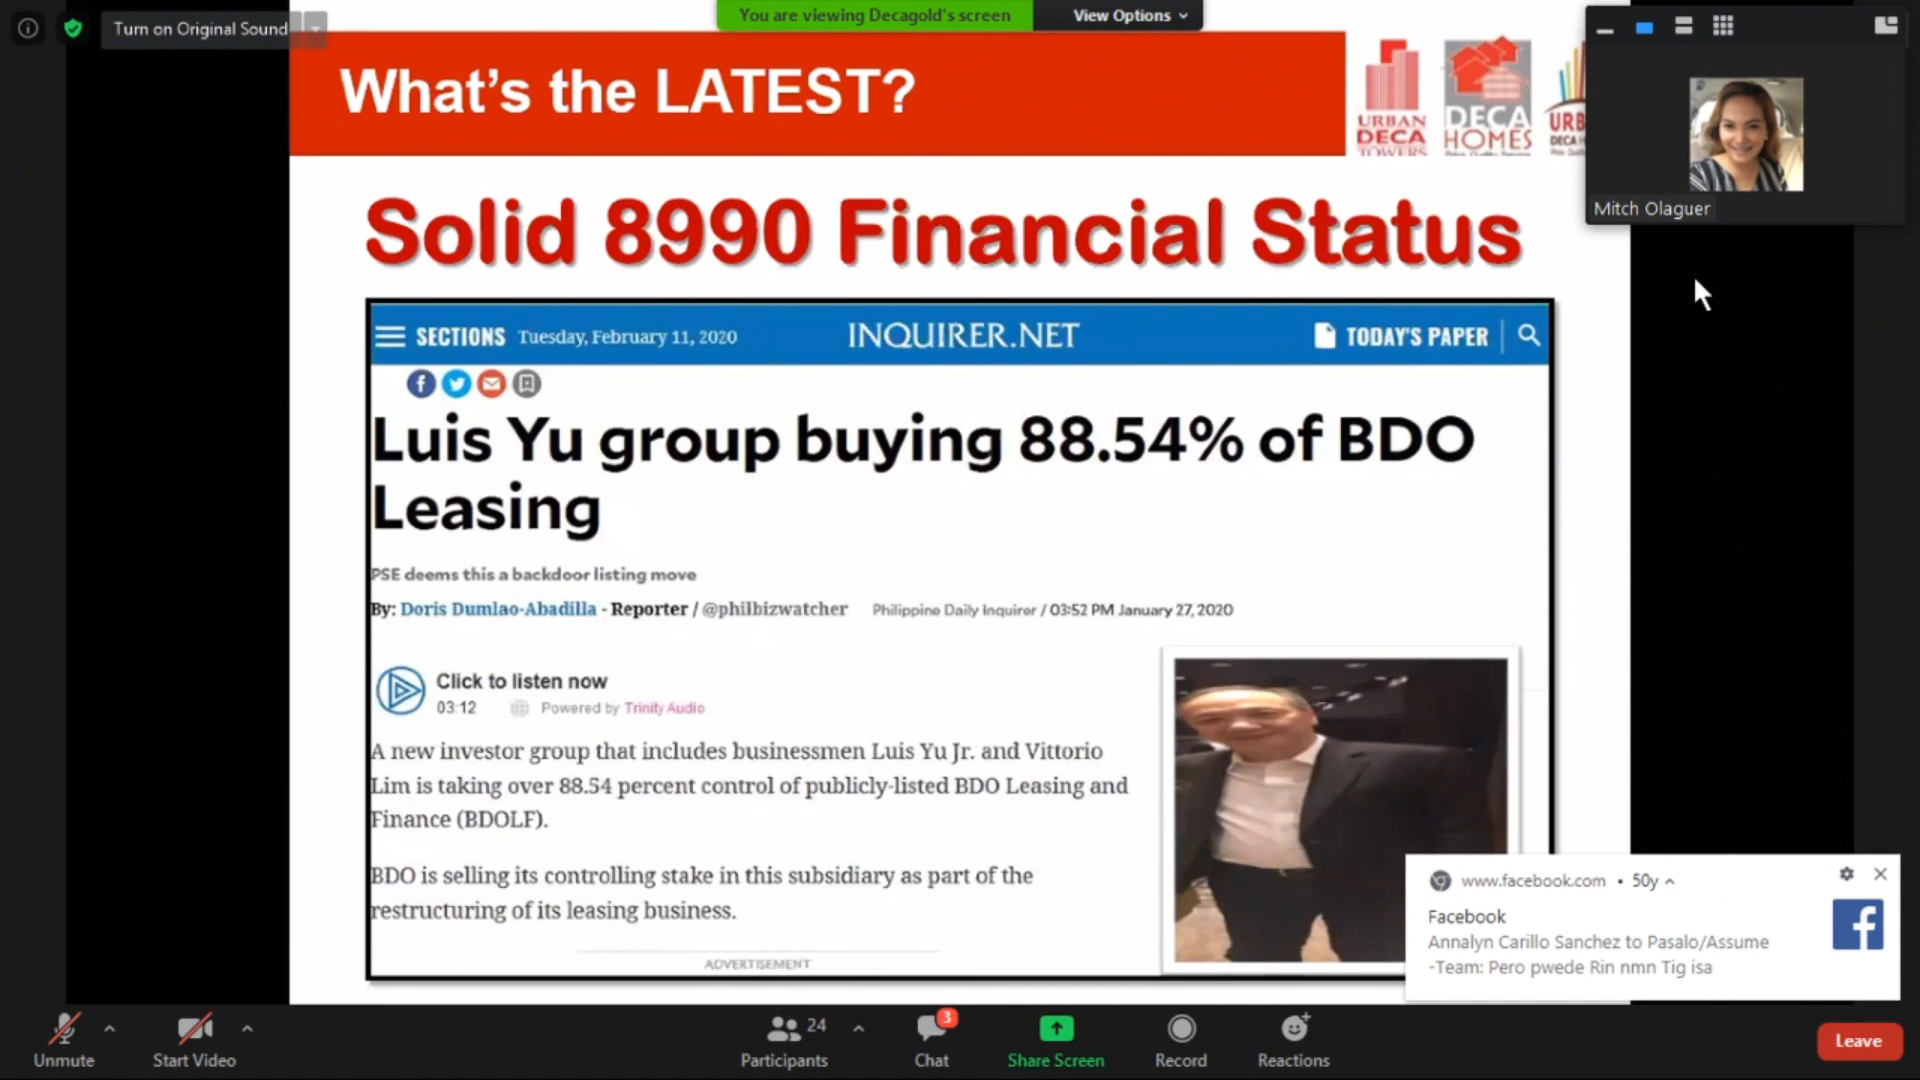 You are viewing Decagold's screen
View Options
Turn on Original Sound
What's the LATEST?
URBAN
DECA
TOWERS
DECA
HOMES
URB
DECA H
Mitch Olaguer
Solid 8990 Financial Status
SECTIONS Tuesday, February 11, 2020
INQUIRER.NET
TODAY'S PAPER
Luis Yu group buying 88.54% of BDO
Leasing
PSE deems this a backdoor listing move
By: Doris Dumlao-Abadilla - Reporter / @philbizwatcher
Philippine Daily Inquirer / 03:52 PM January 27, 2020
Click to listen now
03:12 Powered by Trinity Audio
A new investor group that includes businessmen Luis Yu Jr. and Vittorio
Lim is taking over 88.54 percent control of publicly-listed BDO Leasing and
Finance (BDOLF).
BDO is selling its controlling stake in this subsidiary as part of the
restructuring of its leasing business.
ADVERTISEMENT
www.facebook.com • 50y
Facebook
Annalyn Carillo Sanchez to Pasalo/Assume
-Team: Pero pwede Rin nmn Tig isa
Unmute
Start Video
24
Participants
3
Chat
Share Screen
Record
Reactions
Leave